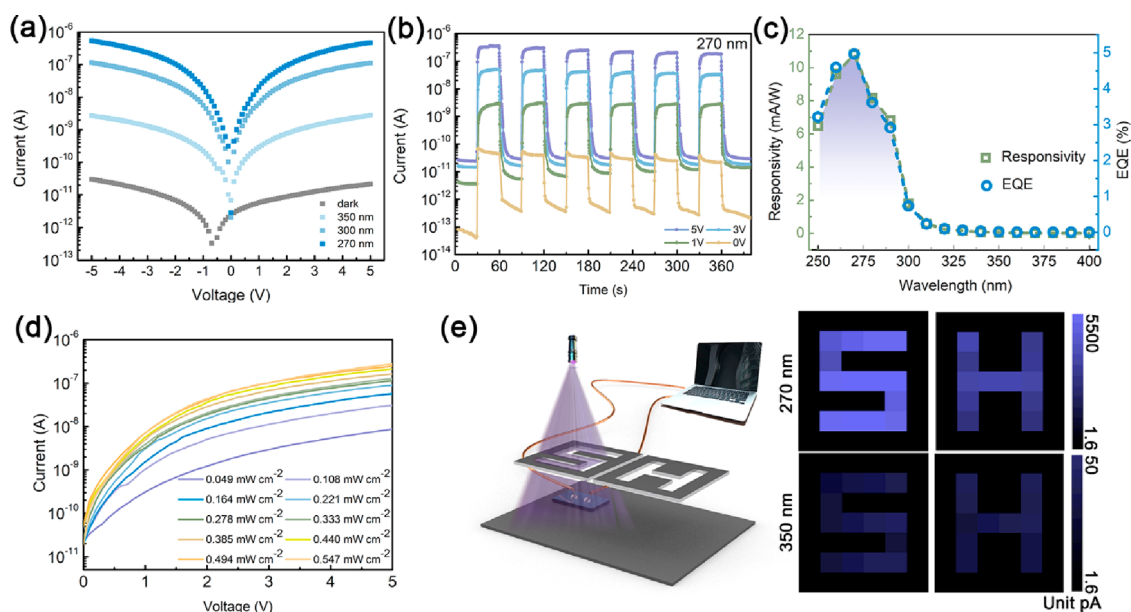 (a)
10⁻⁶
10⁻⁷
10⁻⁸
10⁻⁹
10⁻¹⁰
10⁻¹¹
10⁻¹²
10⁻¹³
Current (A)
dark
350 nm
300 nm
270 nm
-5 -4 -3 -2 -1 0 1 2 3 4 5
Voltage (V)
(b)
270 nm
10⁻⁶
10⁻⁷
10⁻⁸
10⁻⁹
10⁻¹⁰
10⁻¹¹
10⁻¹²
10⁻¹³
10⁻¹⁴
Current (A)
5V 3V
1V 0V
0 60 120 180 240 300 360
Time (s)
(c)
12
10
8
6
4
2
0
Responsivity (mA/W)
Responsivity
EQE
5
4
3
2
1
0
EQE (%)
250 275 300 325 350 375 400
Wavelength (nm)
(d)
10⁻⁶
10⁻⁷
10⁻⁸
10⁻⁹
10⁻¹⁰
10⁻¹¹
Current (A)
0.049 mW cm⁻² 0.108 mW cm⁻²
0.164 mW cm⁻² 0.221 mW cm⁻²
0.278 mW cm⁻² 0.333 mW cm⁻²
0.385 mW cm⁻² 0.440 mW cm⁻²
0.494 mW cm⁻² 0.547 mW cm⁻²
0 1 2 3 4 5
Voltage (V)
(e)
S H
270 nm
S H
5500
1.6
350 nm
S H
50
1.6
Unit pA